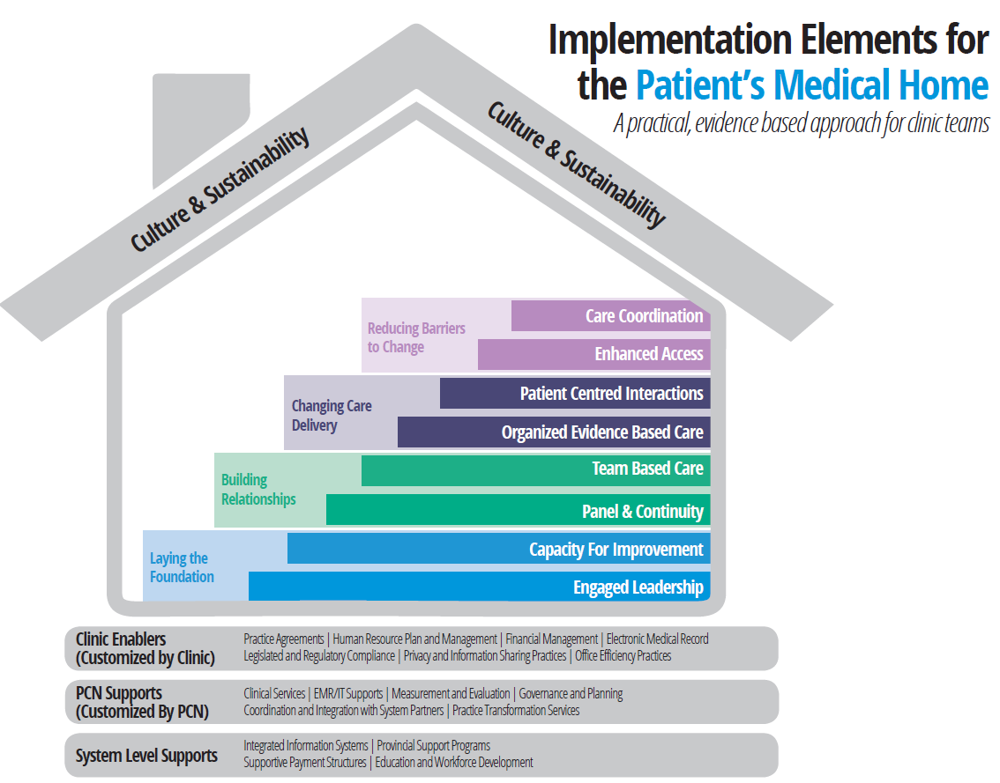 Implementation Elements for
the Patient's Medical Home
A practical, evidence based approach for clinic teams
Culture & Sustainability
Culture & Sustainability
Reducing Barriers
to Change
Care Coordination
Enhanced Access
Changing Care
Delivery
Patient Centred Interactions
Organized Evidence Based Care
Building
Relationships
Team Based Care
Panel & Continuity
Laying the
Foundation
Capacity For Improvement
Engaged Leadership
Clinic Enablers
(Customized by Clinic)
Practice Agreements | Human Resource Plan and Management | Financial Management | Electronic Medical Record
Legislated and Regulatory Compliance | Privacy and Information Sharing Practices | Office Efficiency Practices
PCN Supports
(Customized By PCN)
Clinical Services | EMR/IT Supports | Measurement and Evaluation | Governance and Planning
Coordination and Integration with System Partners | Practice Transformation Services
System Level Supports
Integrated Information Systems | Provincial Support Programs
Supportive Payment Structures | Education and Workforce Development